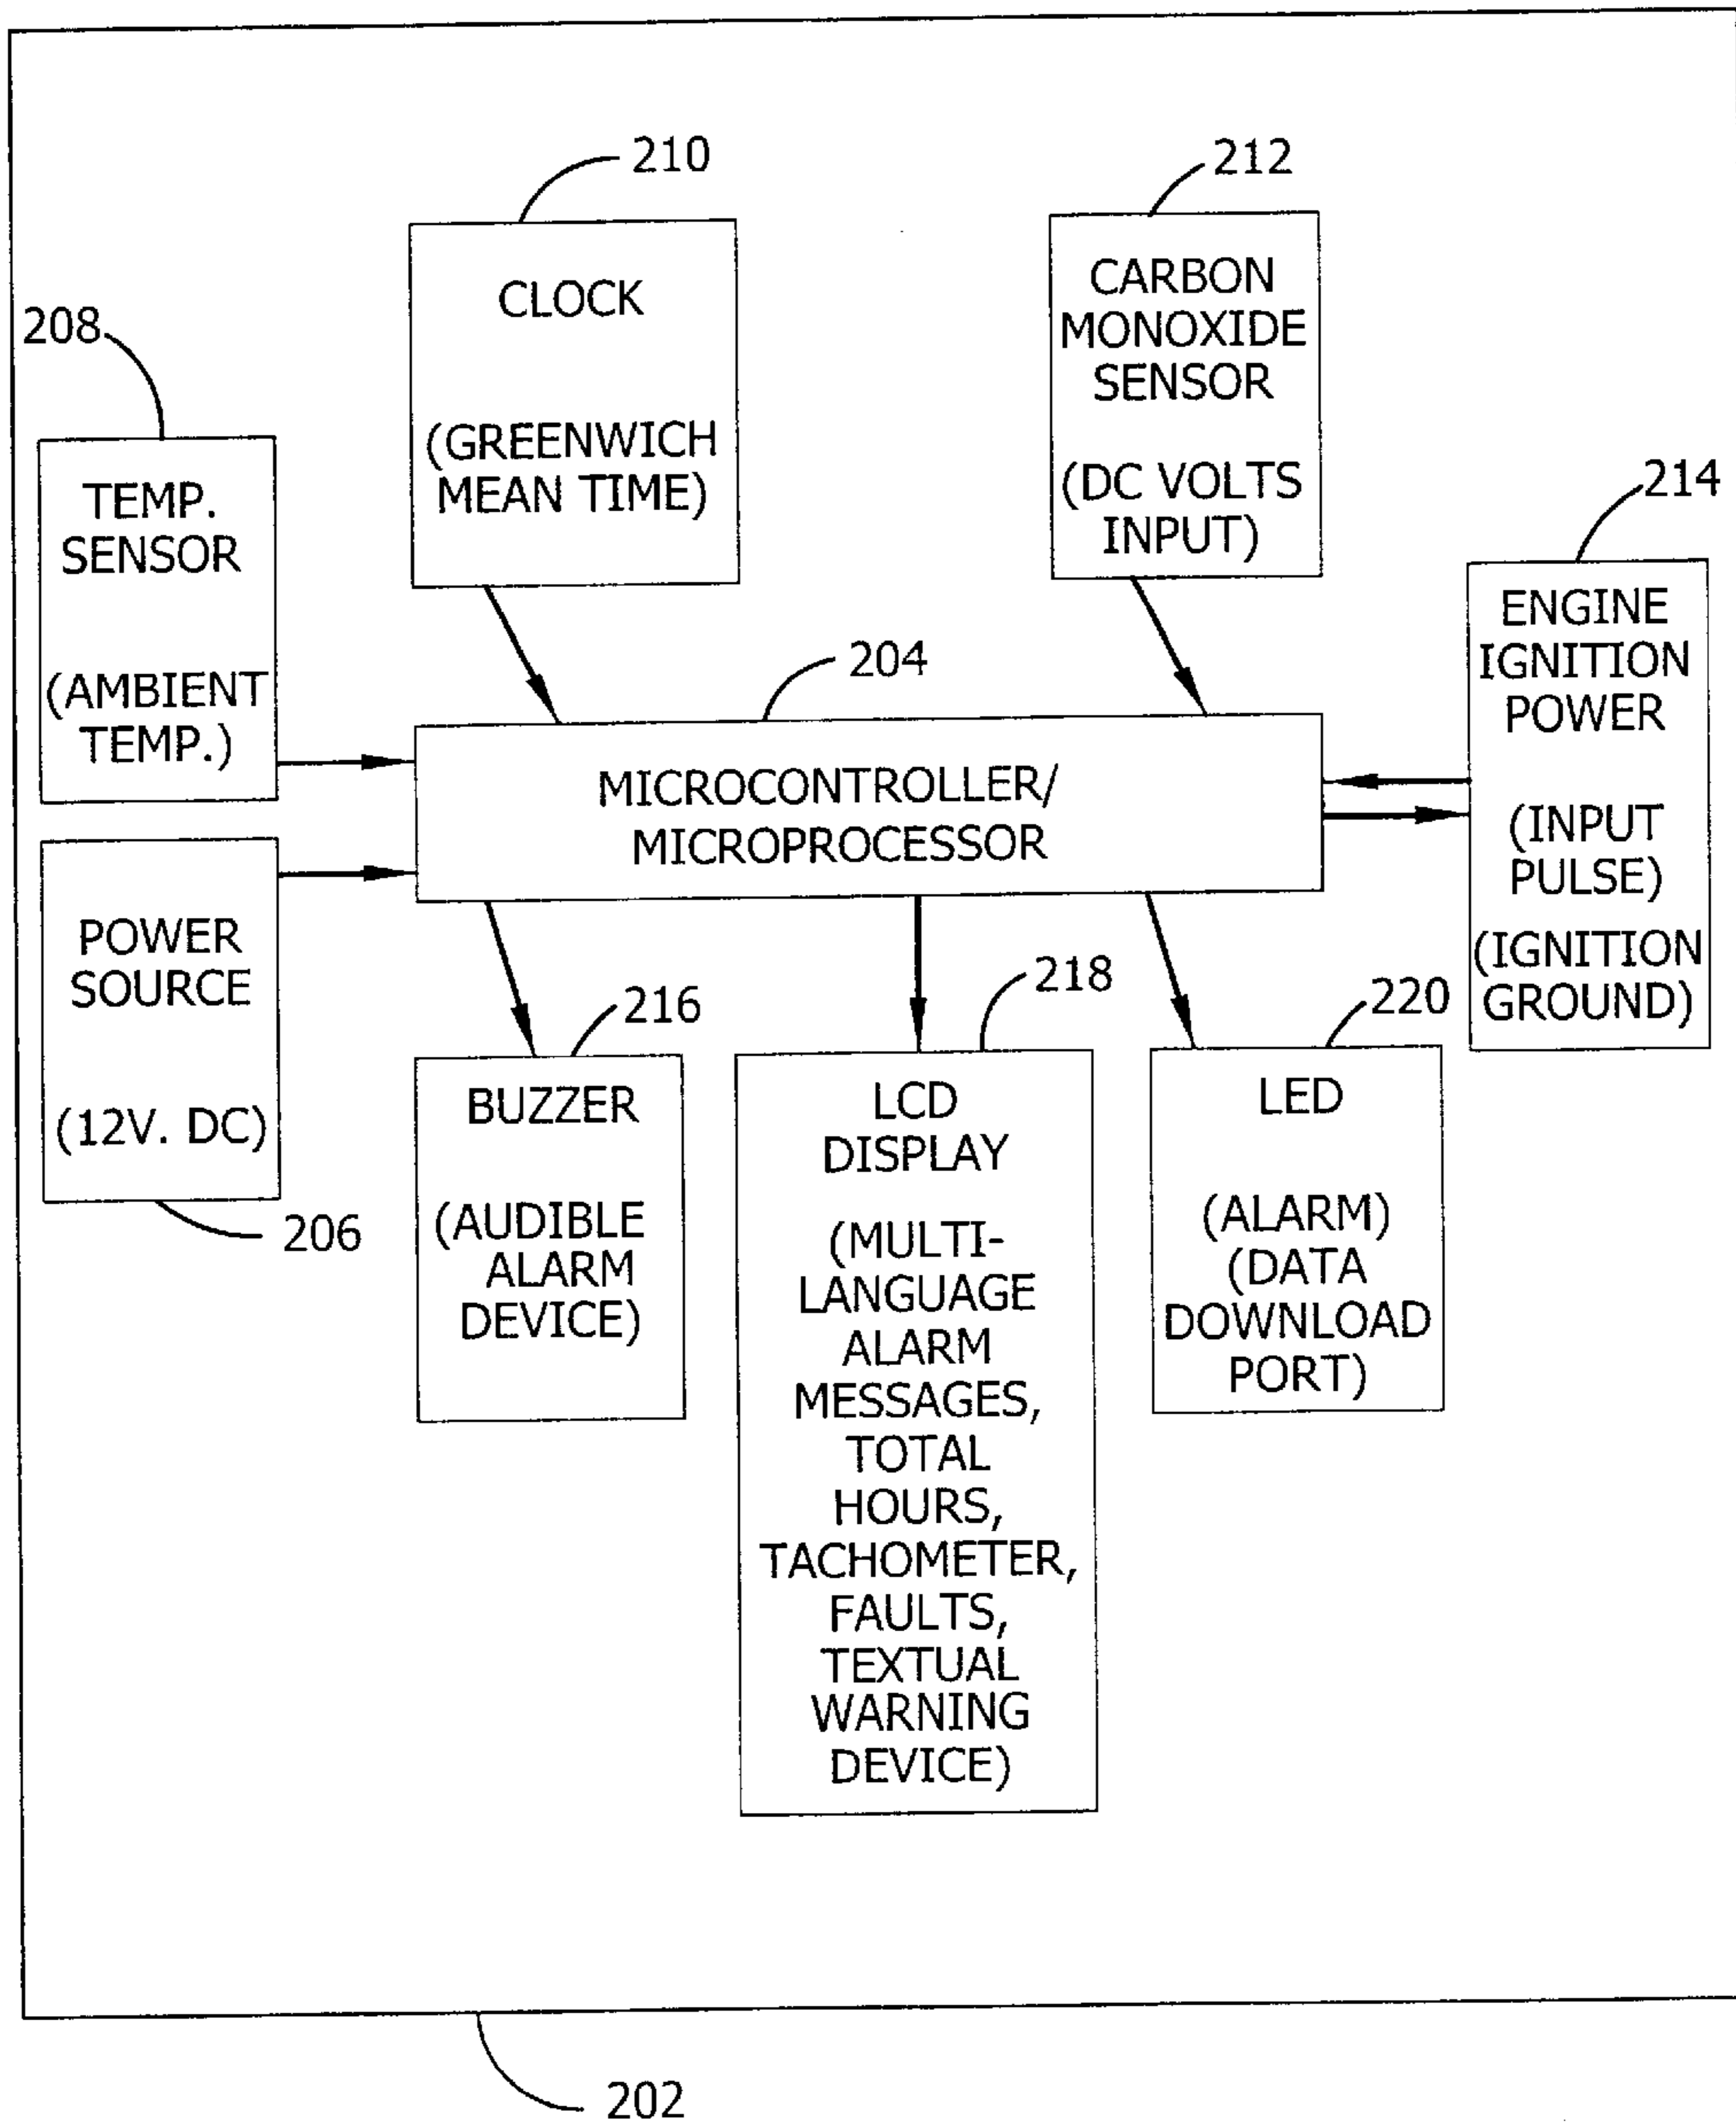 210
CLOCK
(GREENWICH
MEAN TIME)
212
CARBON
MONOXIDE
SENSOR
(DC VOLTS
INPUT)
208
TEMP.
SENSOR
(AMBIENT
TEMP.)
214
ENGINE
IGNITION
POWER
(INPUT
PULSE)
(IGNITION
GROUND)
204
MICROCONTROLLER/
MICROPROCESSOR
POWER
SOURCE
(12V. DC)
206
216
BUZZER
(AUDIBLE
ALARM
DEVICE)
218
LCD
DISPLAY
(MULTI-
LANGUAGE
ALARM
MESSAGES,
TOTAL
HOURS,
TACHOMETER,
FAULTS,
TEXTUAL
WARNING
DEVICE)
220
LED
(ALARM)
(DATA
DOWNLOAD
PORT)
202